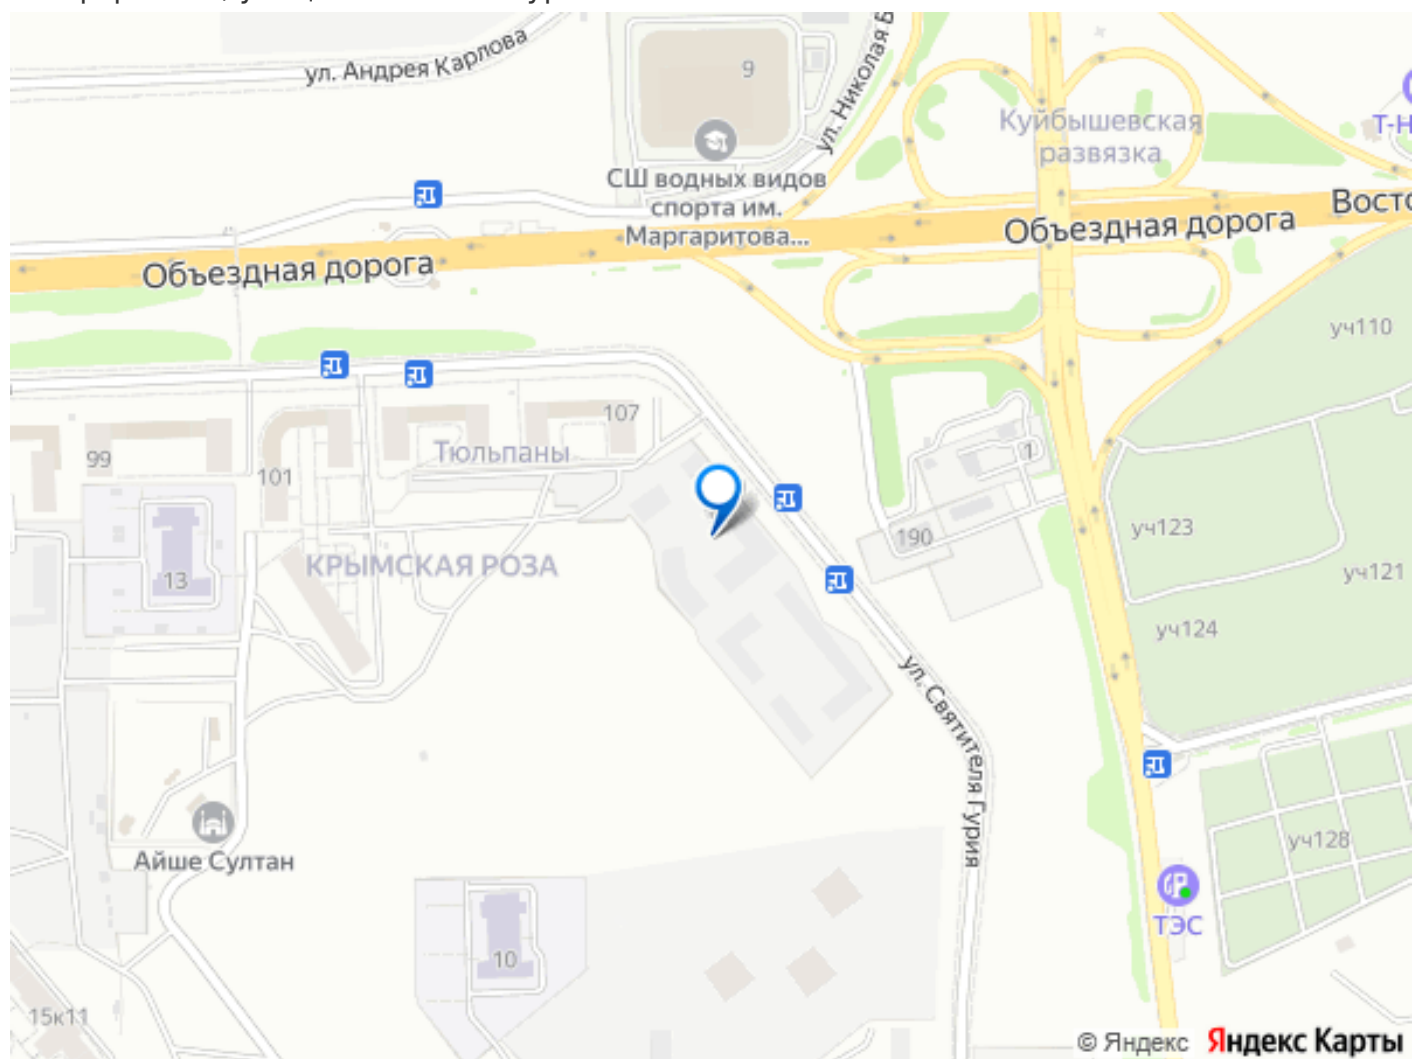 ул. Андрея Карлова
9
ул. Николая Б
Куйбышевская
развязка
Т-Н
СШ водных видов
спорта им.
Маргаритова...
Восто
Объездная дорога
Объездная дорога
уч110
107
Тюльпаны
99
101
1
190
уч123
КРЫМСКАЯ РОЗА
13
уч121
уч124
ул. Святителя Гурия
Айше Султан
уч128
ТЭС
10
15к11
© Яндекс Яндекс Карты